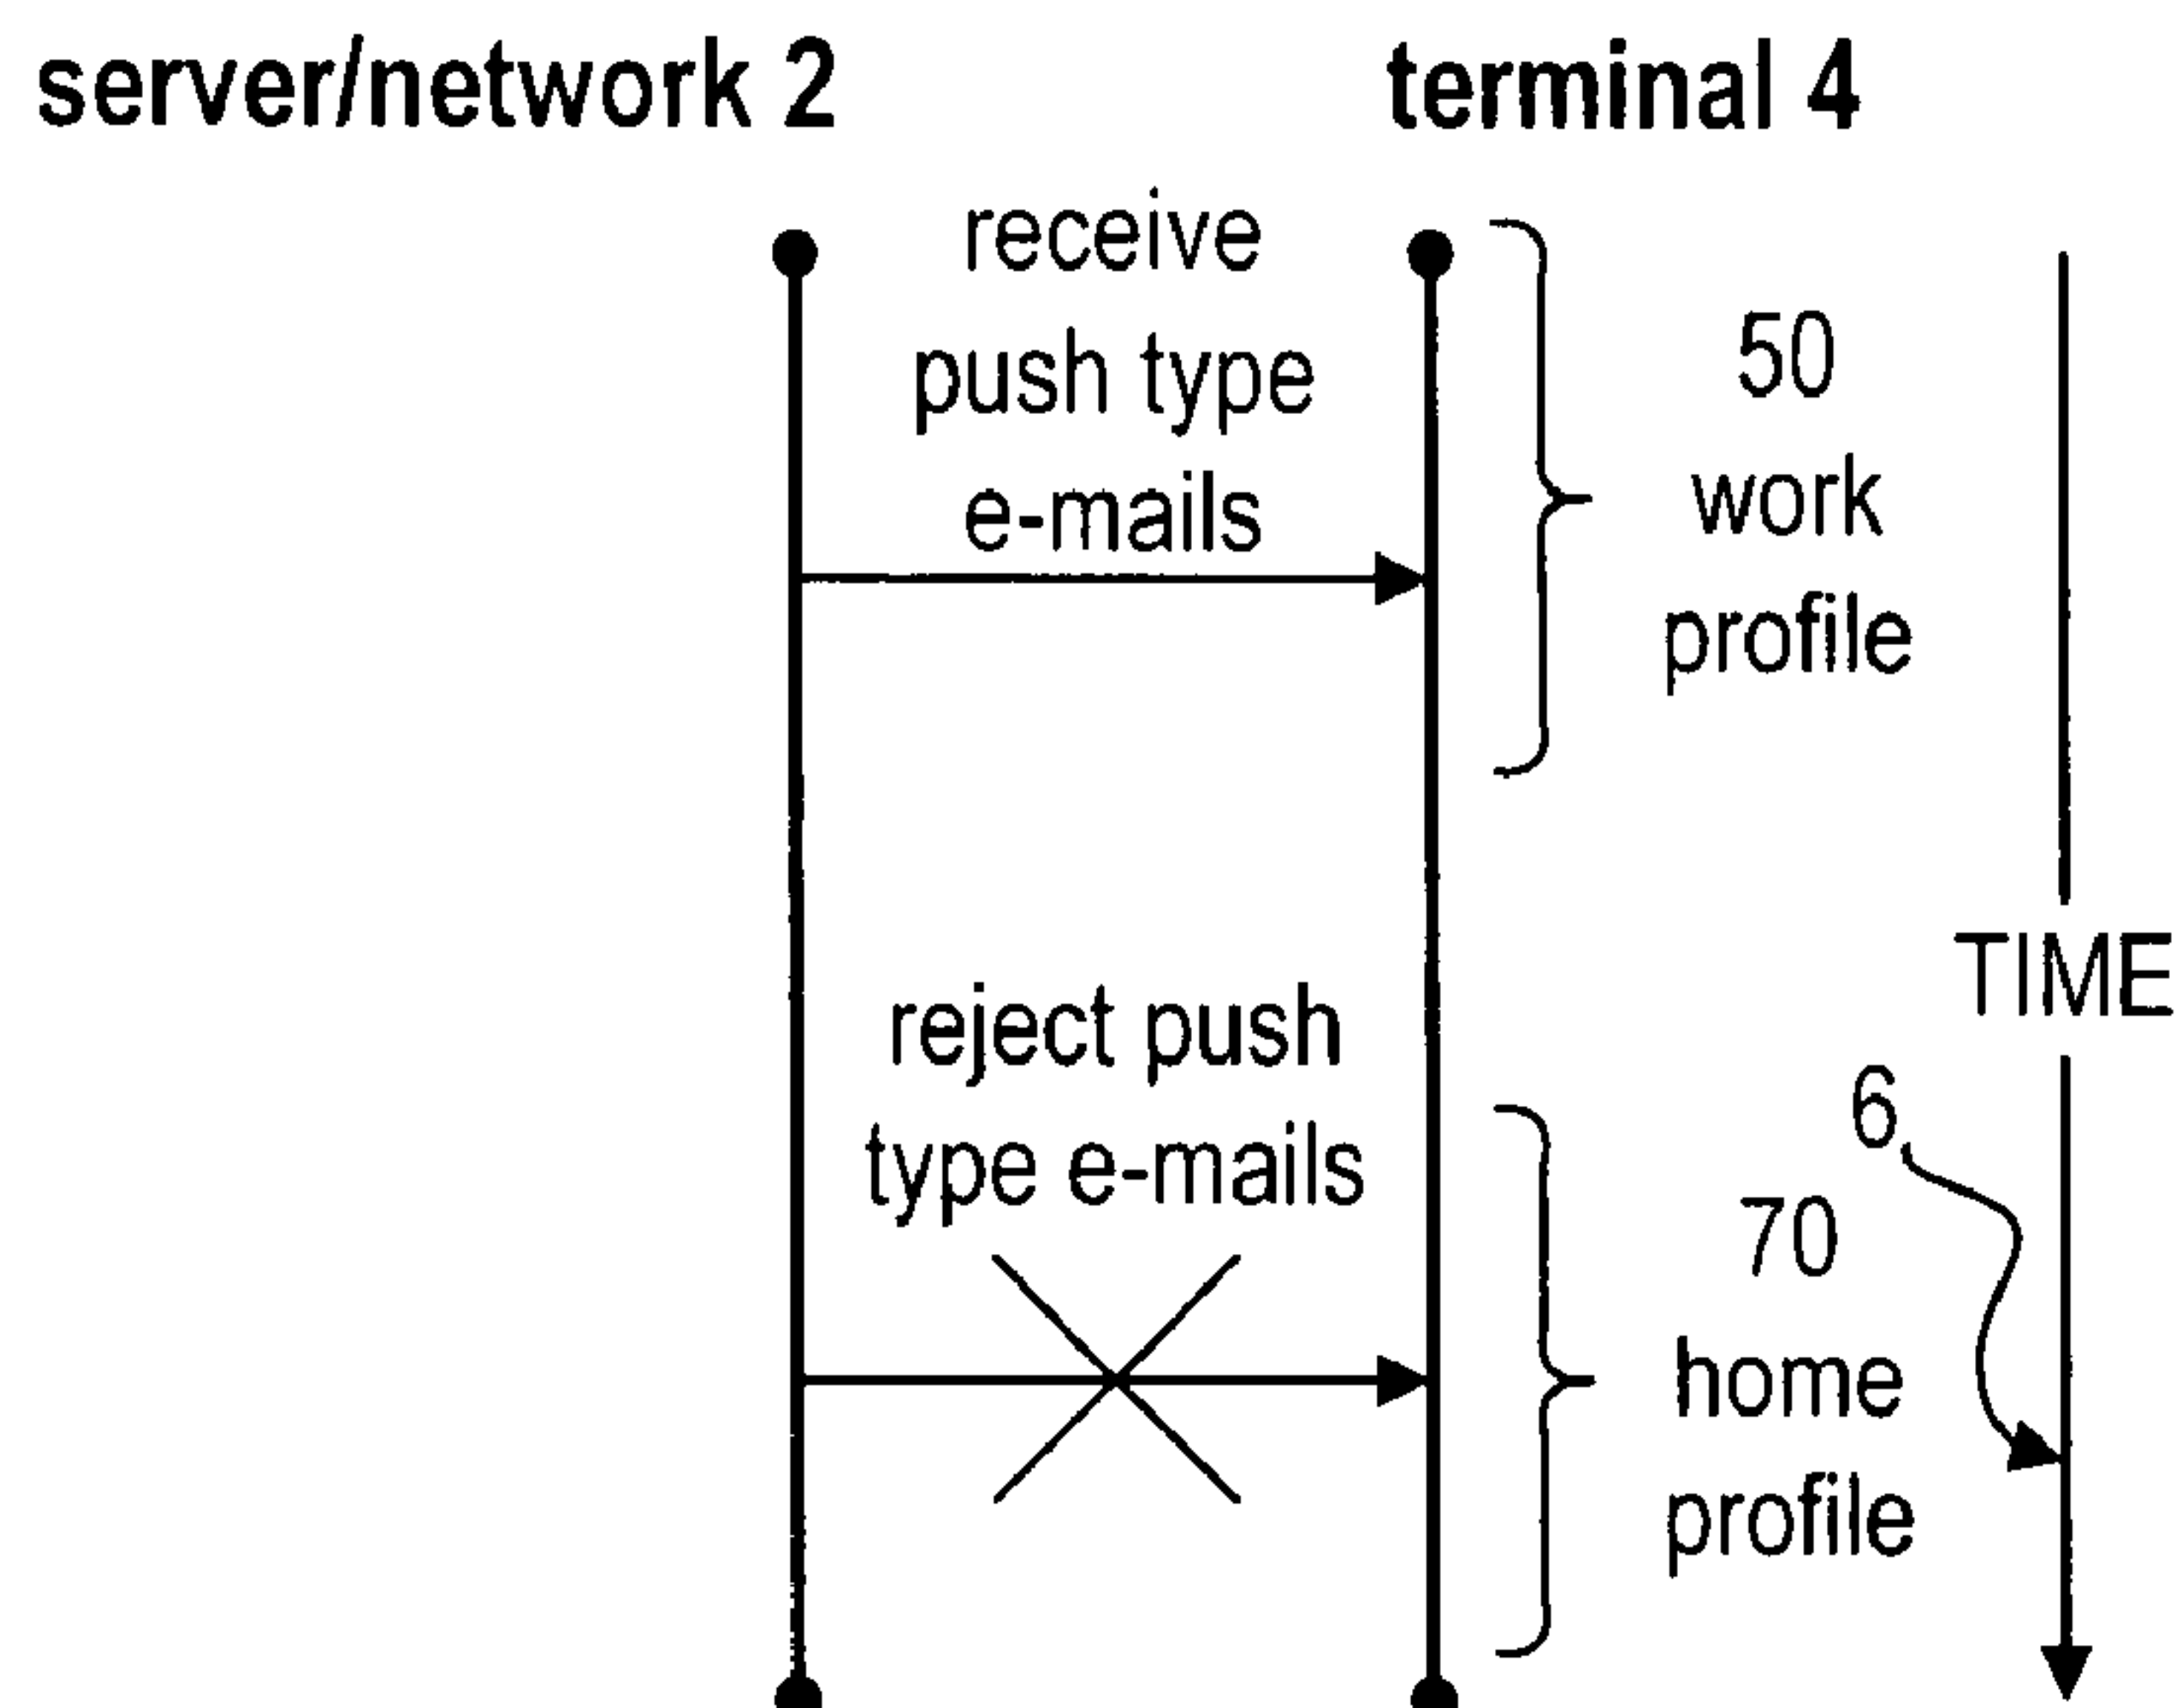 server/network 2
terminal 4
receive
push type
e-mails
50
work
profile
TIME
reject push
type e-mails
6
70
home
profile